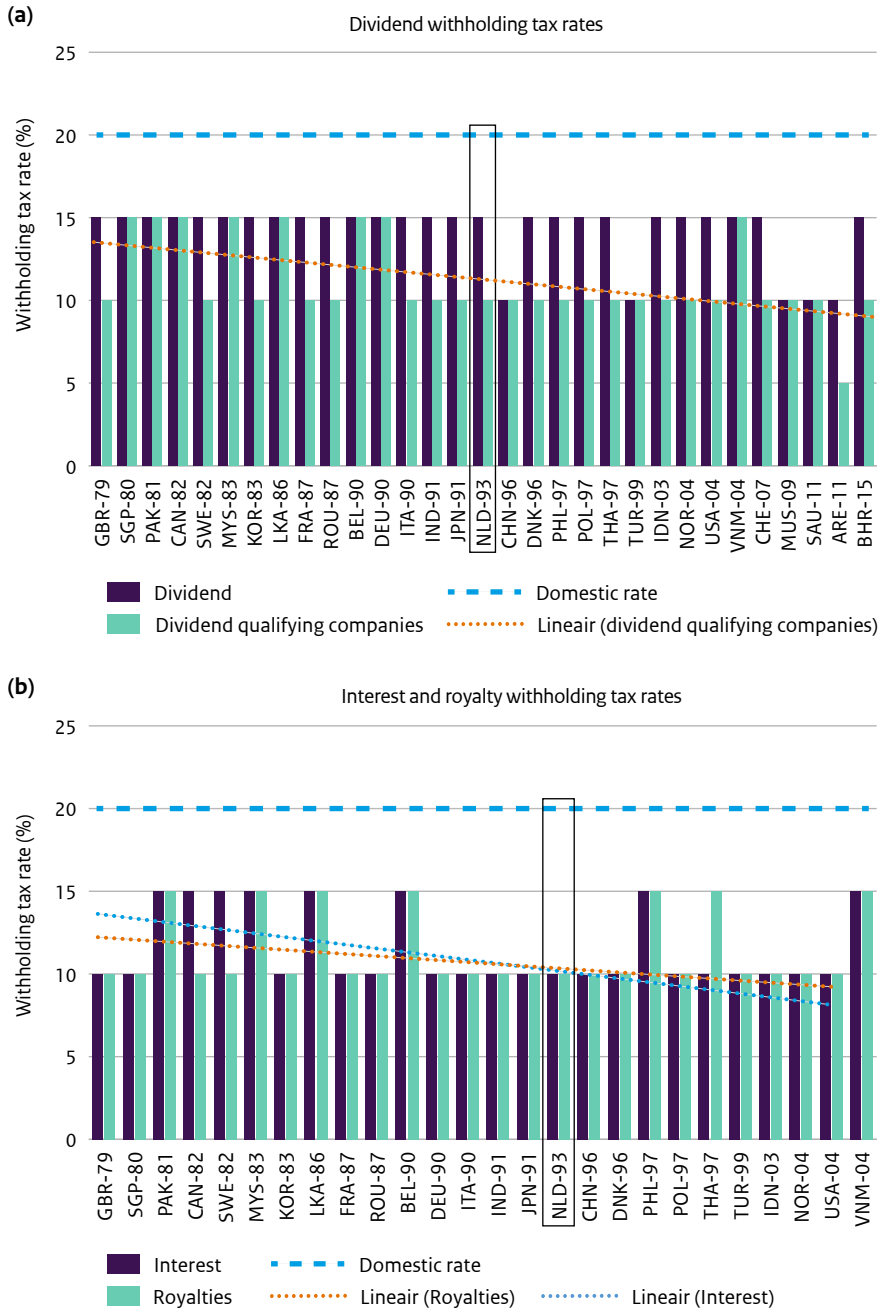 (a)
Dividend withholding tax rates
Withholding tax rate (%)
25
20
15
10
5
0
GBR-79
SGP-80
PAK-81
CAN-82
SWE-82
MYS-83
KOR-83
LKA-86
FRA-87
ROU-87
BEL-90
DEU-90
ITA-90
IND-91
JPN-91
NLD-93
CHN-96
DNK-96
PHL-97
POL-97
THA-97
TUR-99
IDN-03
NOR-04
USA-04
VNM-04
CHE-07
MUS-09
SAU-11
ARE-11
BHR-15
Dividend
Domestic rate
Dividend qualifying companies
Lineair (dividend qualifying companies)
(b)
Interest and royalty withholding tax rates
Withholding tax rate (%)
25
20
15
10
5
0
GBR-79
SGP-80
PAK-81
CAN-82
SWE-82
MYS-83
KOR-83
LKA-86
FRA-87
ROU-87
BEL-90
DEU-90
ITA-90
IND-91
JPN-91
NLD-93
CHN-96
DNK-96
PHL-97
POL-97
THA-97
TUR-99
IDN-03
NOR-04
USA-04
VNM-04
Interest
Domestic rate
Royalties
Lineair (Royalties)
Lineair (Interest)